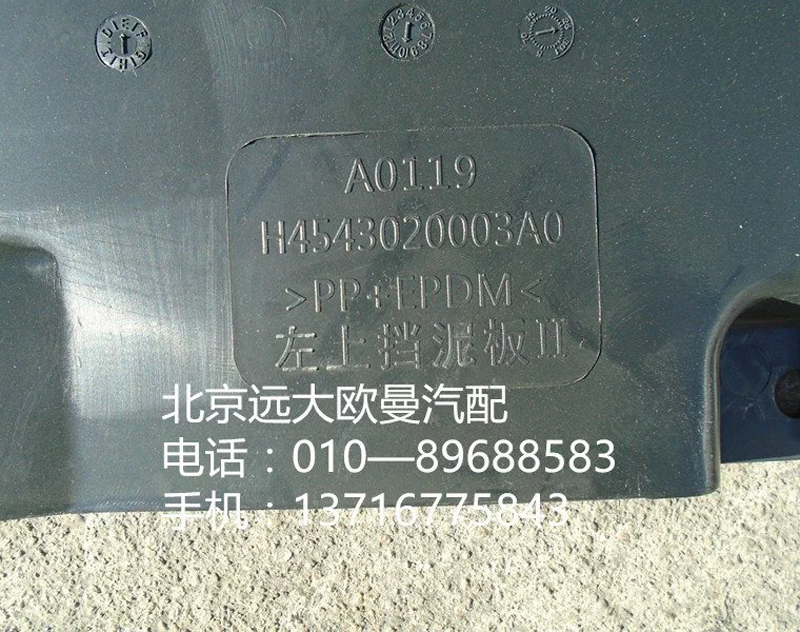 A0119
H4543020003A0
>PP+EPDM<
左上挡泥板II
北京远大欧曼汽配
电话：010—89688583
手机：13716775843